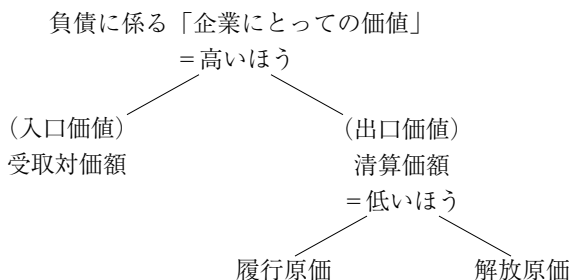 負債に係る「企業にとっての価値」
=高いほう
(入口価値)
(出口価値)
受取対価額
清算価額
=低いほう
履行原価
解放原価